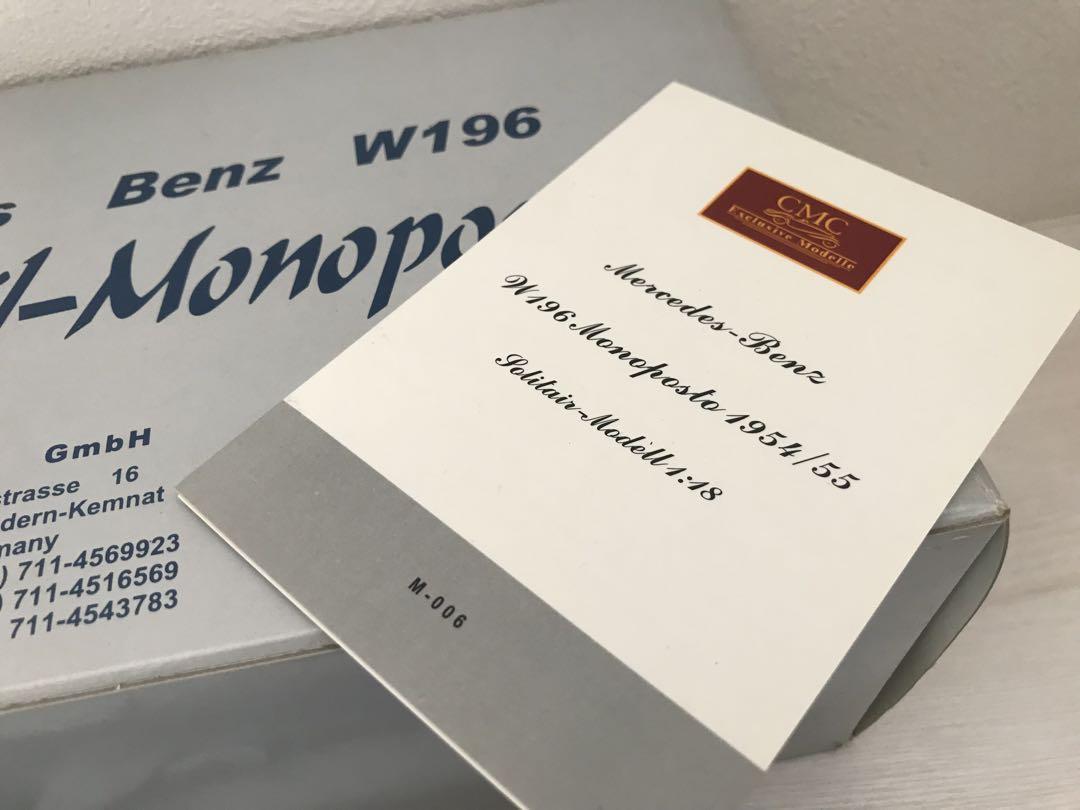 Benz W196
-Monopo
GmbH
strasse 16
dern-Kemnat
many
) 711-4569923
) 711-4516569
711-4543783
CMC
Exclusive Modelle
Mercedes-Benz
W196 Monoposto 1954/55
Solitair-Modell 1:18
M-006